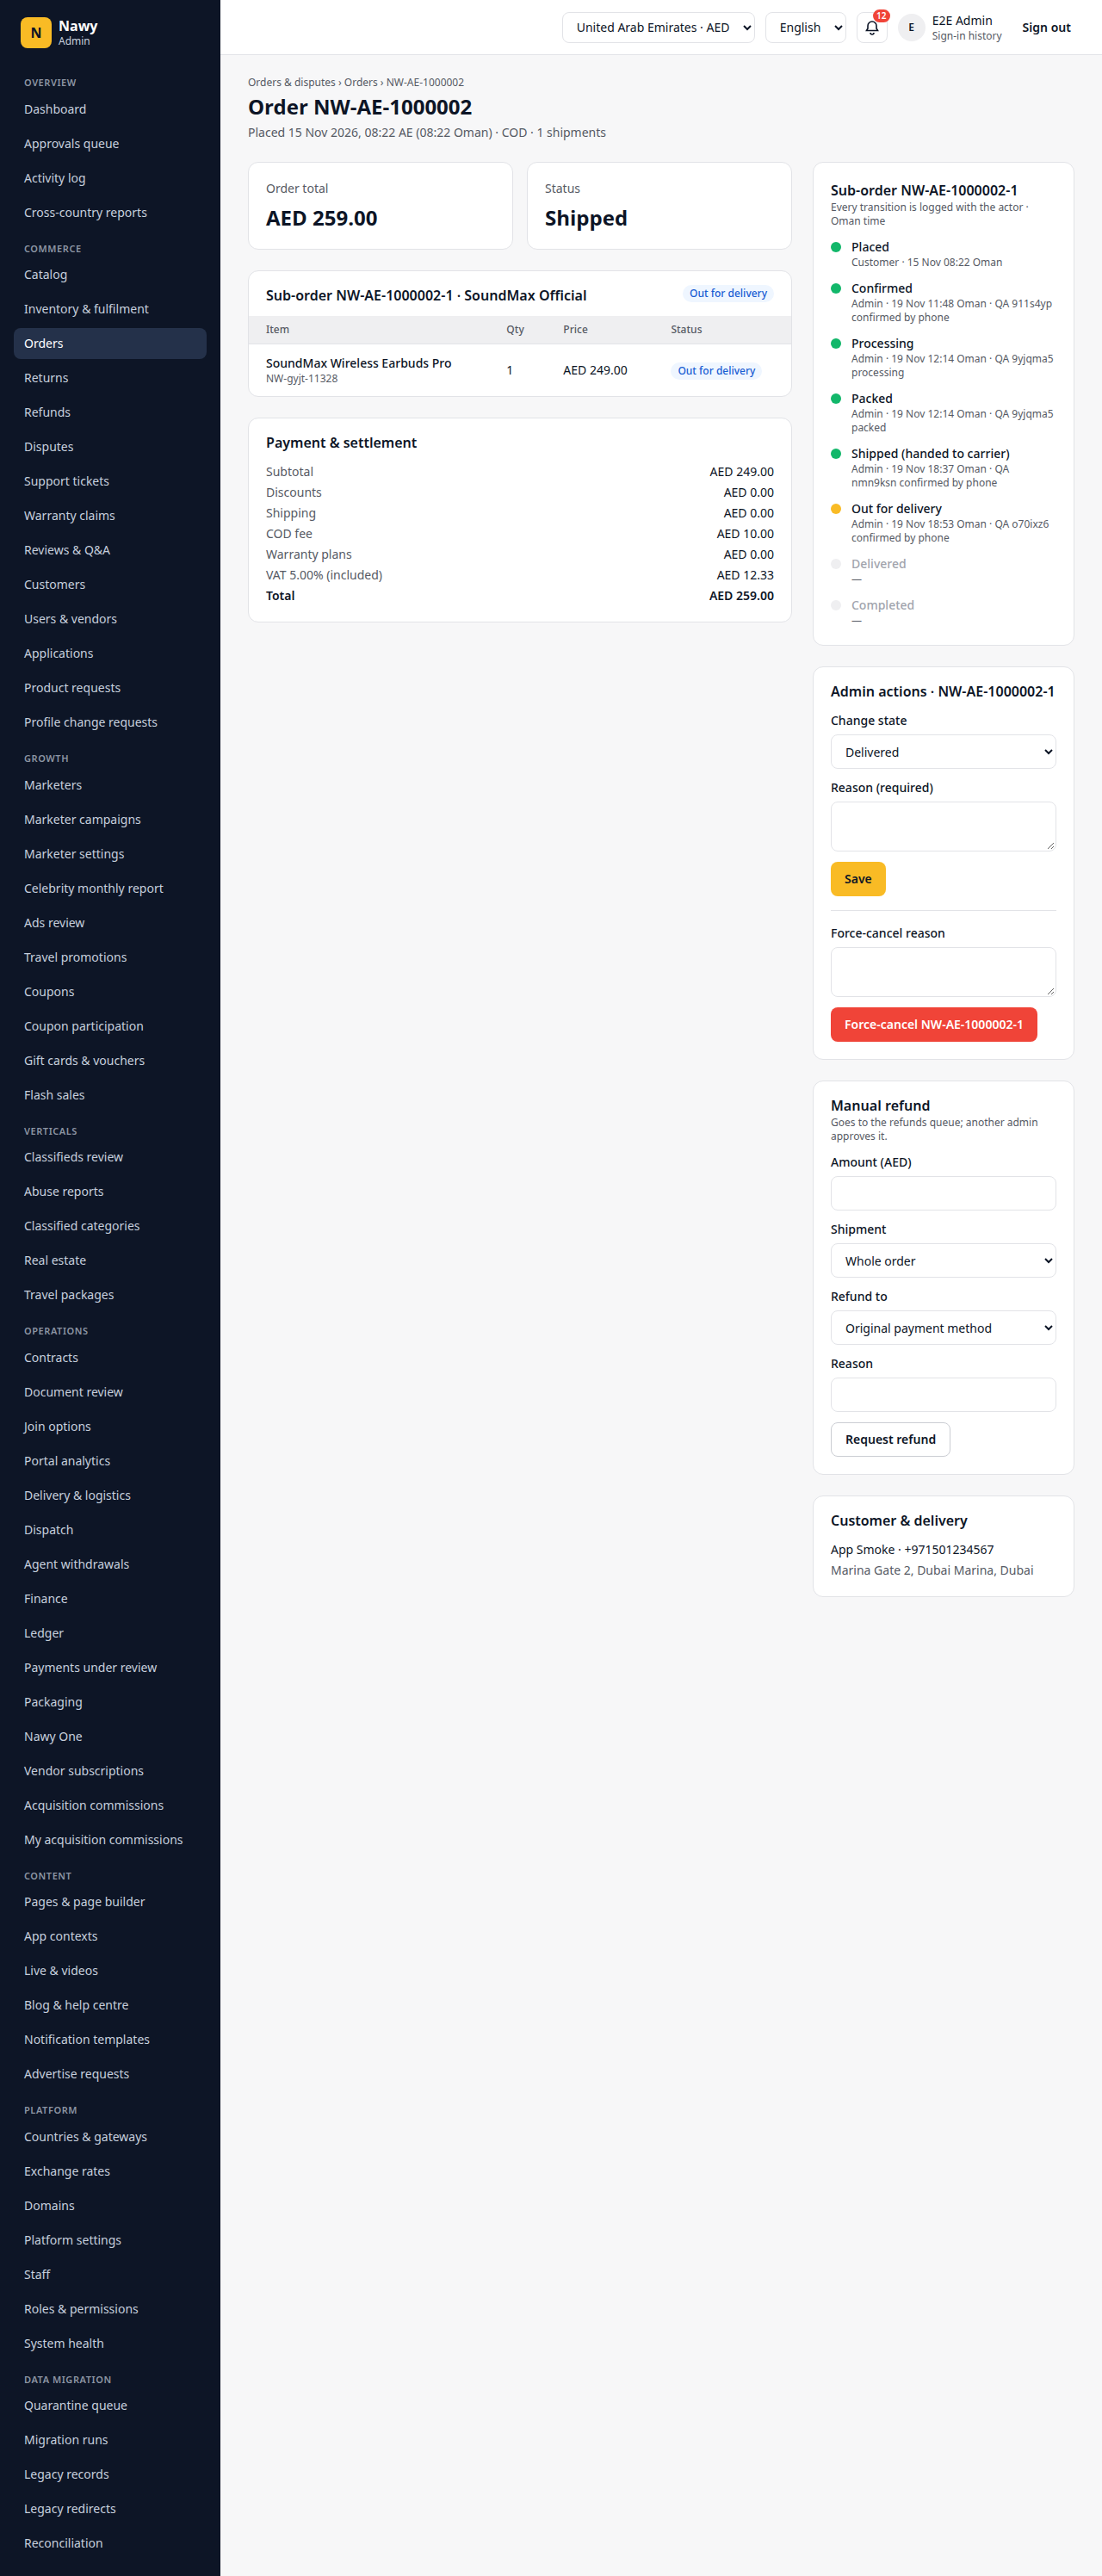 N
Nawy
Admin
OVERVIEW
Dashboard
Approvals queue
Activity log
Cross-country reports
COMMERCE
Catalog
Inventory & fulfilment
Orders
Returns
Refunds
Disputes
Support tickets
Warranty claims
Reviews & Q&A
Customers
Users & vendors
Applications
Product requests
Profile change requests
GROWTH
Marketers
Marketer campaigns
Marketer settings
Celebrity monthly report
Ads review
Travel promotions
Coupons
Coupon participation
Gift cards & vouchers
Flash sales
VERTICALS
Classifieds review
Abuse reports
Classified categories
Real estate
Travel packages
OPERATIONS
Contracts
Document review
Join options
Portal analytics
Delivery & logistics
Dispatch
Agent withdrawals
Finance
Ledger
Payments under review
Packaging
Nawy One
Vendor subscriptions
Acquisition commissions
My acquisition commissions
CONTENT
Pages & page builder
App contexts
Live & videos
Blog & help centre
Notification templates
Advertise requests
PLATFORM
Countries & gateways
Exchange rates
Domains
Platform settings
Staff
Roles & permissions
System health
DATA MIGRATION
Quarantine queue
Migration runs
Legacy records
Legacy redirects
Reconciliation
United Arab Emirates · AED
English
12
E
E2E Admin
Sign-in history
Sign out
Orders & disputes › Orders › NW-AE-1000002
Order NW-AE-1000002
Placed 15 Nov 2026, 08:22 AE (08:22 Oman) · COD · 1 shipments
Order total
AED 259.00
Status
Shipped
Sub-order NW-AE-1000002-1 · SoundMax Official
Out for delivery
Item Qty Price Status
SoundMax Wireless Earbuds Pro
NW-gyjt-11328
1
AED 249.00
Out for delivery
Payment & settlement
Subtotal AED 249.00
Discounts AED 0.00
Shipping AED 0.00
COD fee AED 10.00
Warranty plans AED 0.00
VAT 5.00% (included) AED 12.33
Total AED 259.00
Sub-order NW-AE-1000002-1
Every transition is logged with the actor ·
Oman time
Placed
Customer · 15 Nov 08:22 Oman
Confirmed
Admin · 19 Nov 11:48 Oman · QA 911s4yp
confirmed by phone
Processing
Admin · 19 Nov 12:14 Oman · QA 9yjqma5
processing
Packed
Admin · 19 Nov 12:14 Oman · QA 9yjqma5
packed
Shipped (handed to carrier)
Admin · 19 Nov 18:37 Oman · QA
nmn9ksn confirmed by phone
Out for delivery
Admin · 19 Nov 18:53 Oman · QA o70ixz6
confirmed by phone
Delivered
—
Completed
—
Admin actions · NW-AE-1000002-1
Change state
Delivered
Reason (required)
Save
Force-cancel reason
Force-cancel NW-AE-1000002-1
Manual refund
Goes to the refunds queue; another admin
approves it.
Amount (AED)
Shipment
Whole order
Refund to
Original payment method
Reason
Request refund
Customer & delivery
App Smoke · +971501234567
Marina Gate 2, Dubai Marina, Dubai